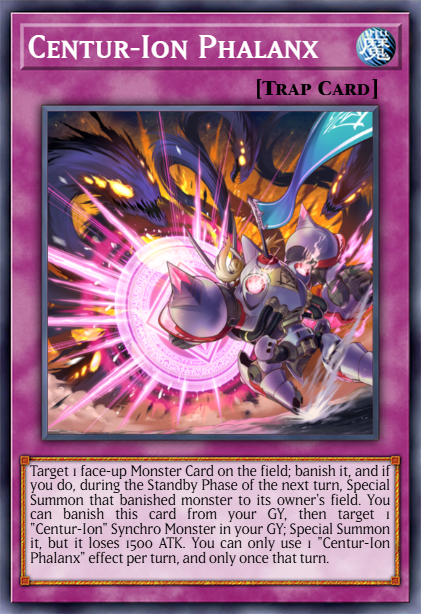 Centur-Ion Phalanx
魔
[Trap Card]
Target 1 face-up Monster Card on the field; banish it, and if
you do, during the Standby Phase of the next turn, Special
Summon that banished monster to its owner's field. You
can banish this card from your GY, then target 1
"Centur-Ion" Synchro Monster in your GY; Special Summon
it, but it loses 1500 ATK. You can only use 1 "Centur-Ion
Phalanx" effect per turn, and only once that turn.